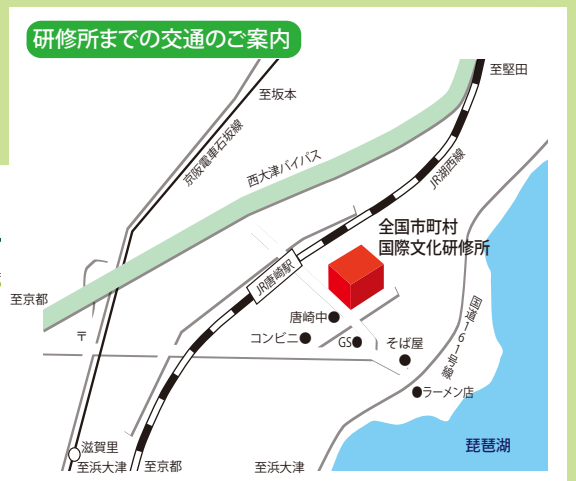 研修所までの交通のご案内
至堅田
至坂本
京阪電車石坂線
西大津バイパス
JR湖西線
全国市町村
国際文化研修所
JR唐崎駅
至京都
唐崎中
コンビニ
GS
そば屋
国道161号線
〒
ラーメン店
滋賀里
琵琶湖
至浜大津
至京都
至浜大津